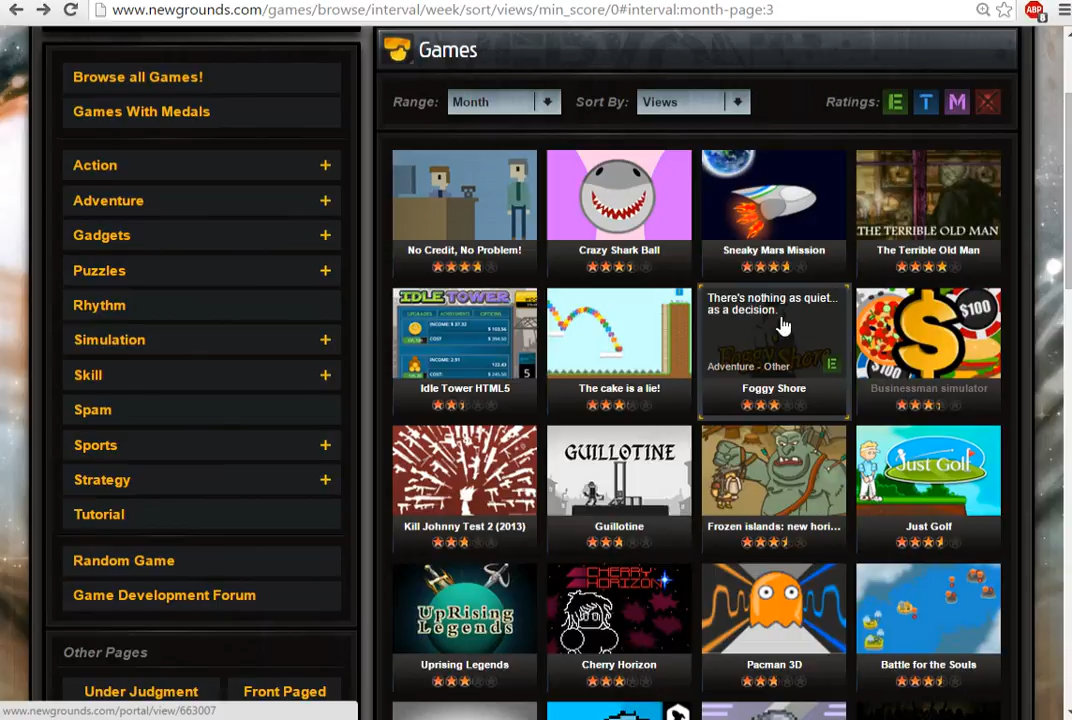 www.newgrounds.com/games/browse/interval/week/sort/views/min_score/0#interval:month-page:3
ABP
8
Games
Browse all Games!
Games With Medals
Range: Month Sort By: Views Ratings: E T M
Action +
Adventure +
Gadgets +
Puzzles +
Rhythm
Simulation +
Skill +
Spam
Sports +
Strategy +
Tutorial
Random Game
Game Development Forum
Other Pages
Under Judgment Front Paged
www.newgrounds.com/portal/view/663007
THE TERRIBLE OLD MAN
No Credit, No Problem! Crazy Shark Ball Sneaky Mars Mission The Terrible Old Man
IDLE TOWER
UPGRADES
OPTIONS
There's nothing as quiet...
as a decision.
Foggy Shore
Adventure - Other E
$
$100
Idle Tower HTML5 The cake is a lie! Foggy Shore Businessman simulator
GUILLOTINE
Just Golf
Kill Johnny Test 2 (2013) Guillotine Frozen islands: new hori... Just Golf
UpRising
Legends
CHERRY
HORIZON
Uprising Legends Cherry Horizon Pacman 3D Battle for the Souls